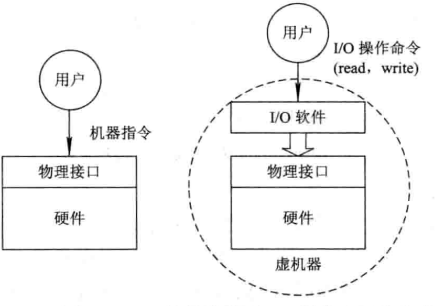 用户
机器指令
物理接口
硬件
用户
I/O 操作命令
(read，write)
I/O 软件
物理接口
硬件
虚机器